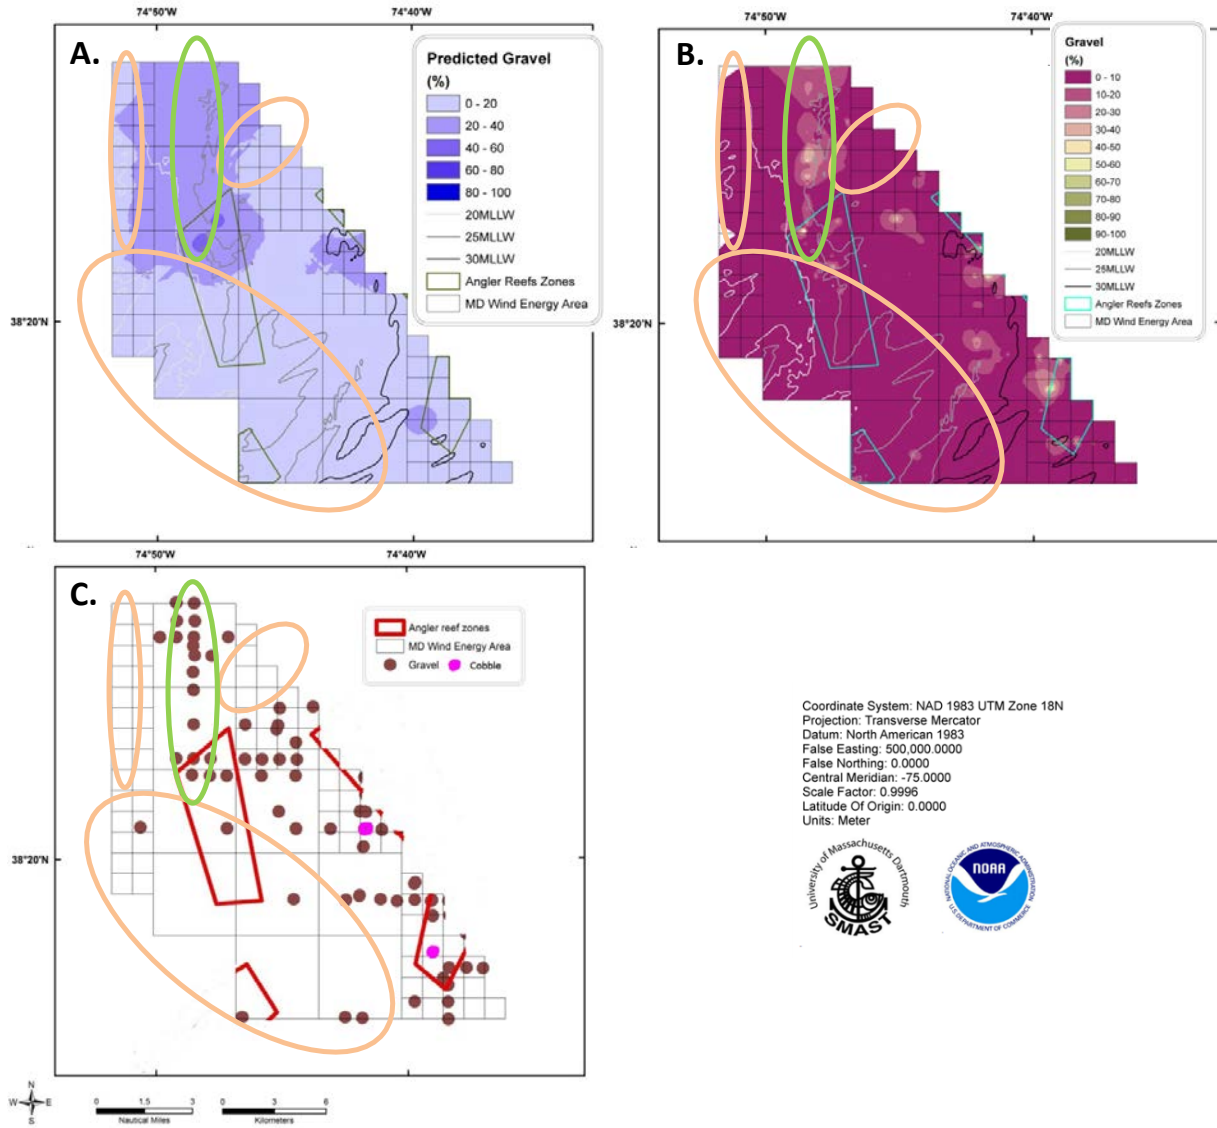 74°50'W
74°40'W
A.
Predicted Gravel
(%)
0 - 20
20 - 40
40 - 60
60 - 80
80 - 100
20MLLW
25MLLW
30MLLW
Angler Reefs Zones
MD Wind Energy Area
38°20'N
74°50'W
74°40'W
B.
Gravel
(%)
0 - 10
10-20
20-30
30-40
40-50
50-60
60-70
70-80
80-90
90-100
20MLLW
25MLLW
30MLLW
Angler Reefs Zones
MD Wind Energy Area
38°20'N
74°50'W
74°40'W
C.
Angler reef zones
MD Wind Energy Area
Gravel Cobble
38°20'N
Coordinate System: NAD 1983 UTM Zone 18N
Projection: Transverse Mercator
Datum: North American 1983
False Easting: 500,000.0000
False Northing: 0.0000
Central Meridian: -75.0000
Scale Factor: 0.9996
Latitude Of Origin: 0.0000
Units: Meter
University of Massachusetts Dartmouth
SMAST
NATIONAL OCEANIC AND ATMOSPHERIC ADMINISTRATION
NOAA
U.S. DEPARTMENT OF COMMERCE
N
W E
S
0 1.5 3
Nautical Miles
0 3 6
Kilometers